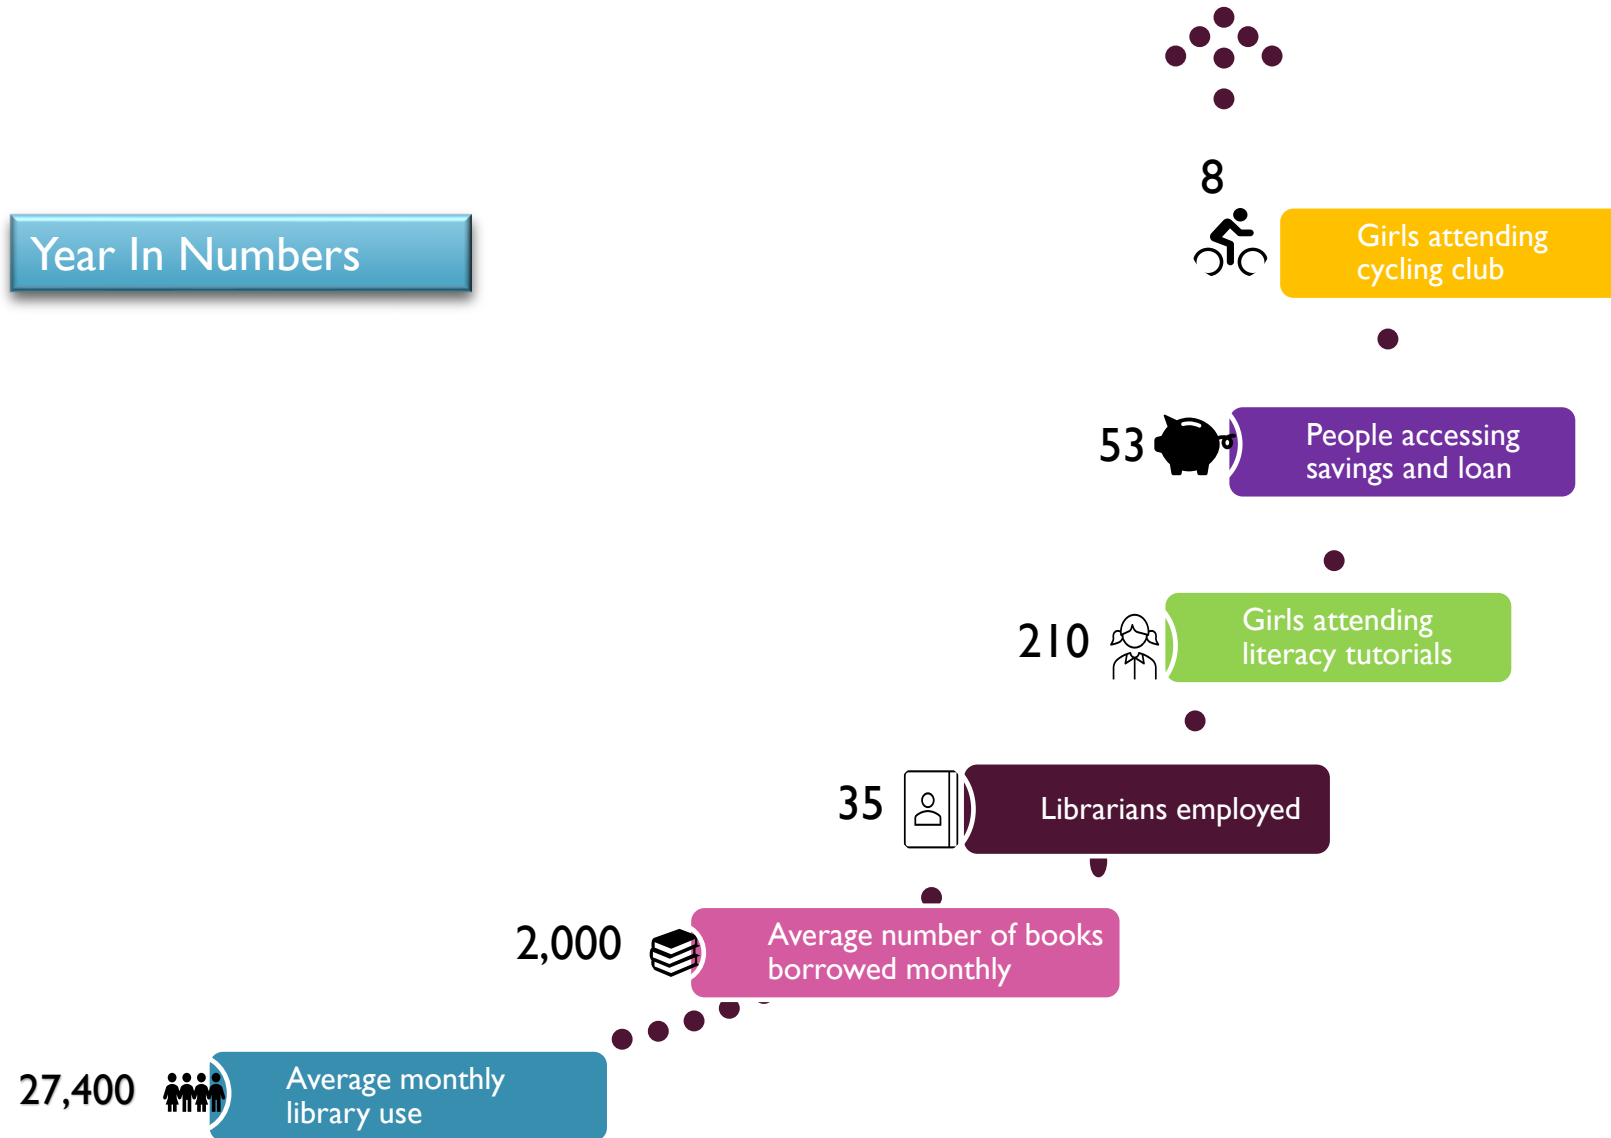 8
Year In Numbers
Girls attending
cycling club
53
People accessing
savings and loan
210
Girls attending
literacy tutorials
35
Librarians employed
2,000
Average number of books
borrowed monthly
27,400
Average monthly
library use